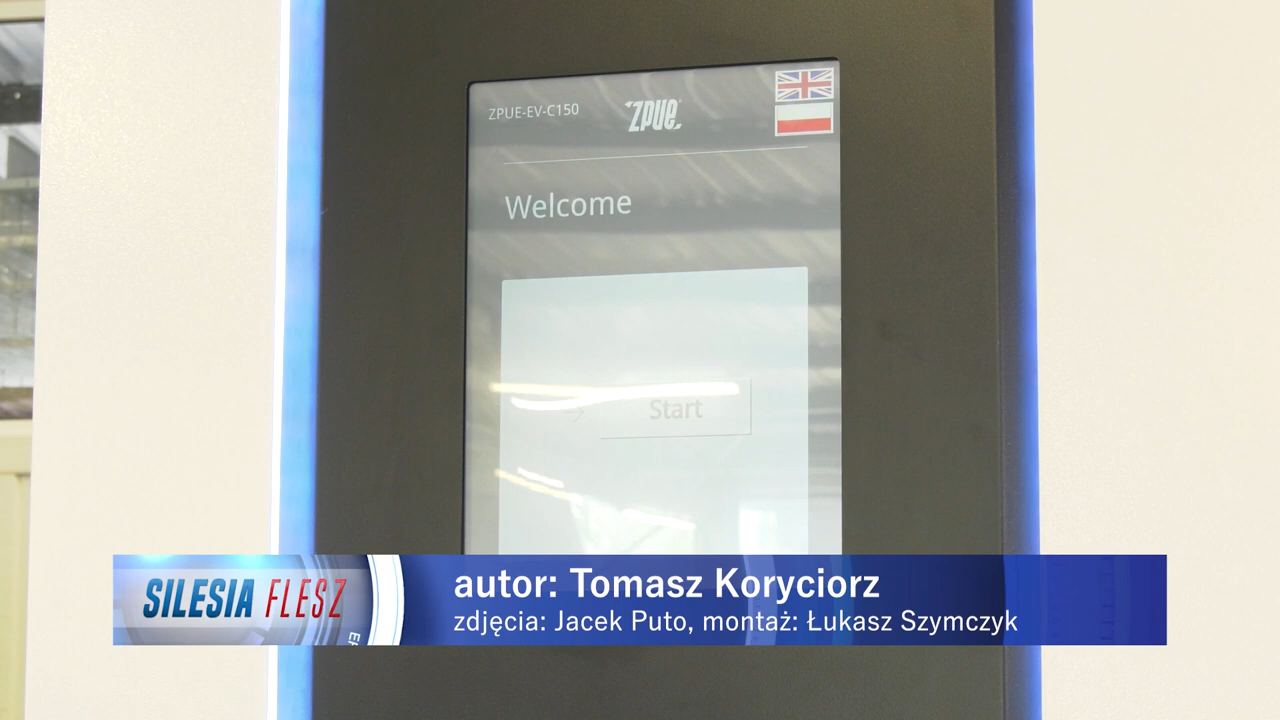 ZPUE-EV-C150
ZPUE
Welcome
Start
SILESIA FLESZ
autor: Tomasz Koryciorz
zdjęcia: Jacek Puto, montaż: Łukasz Szymczyk